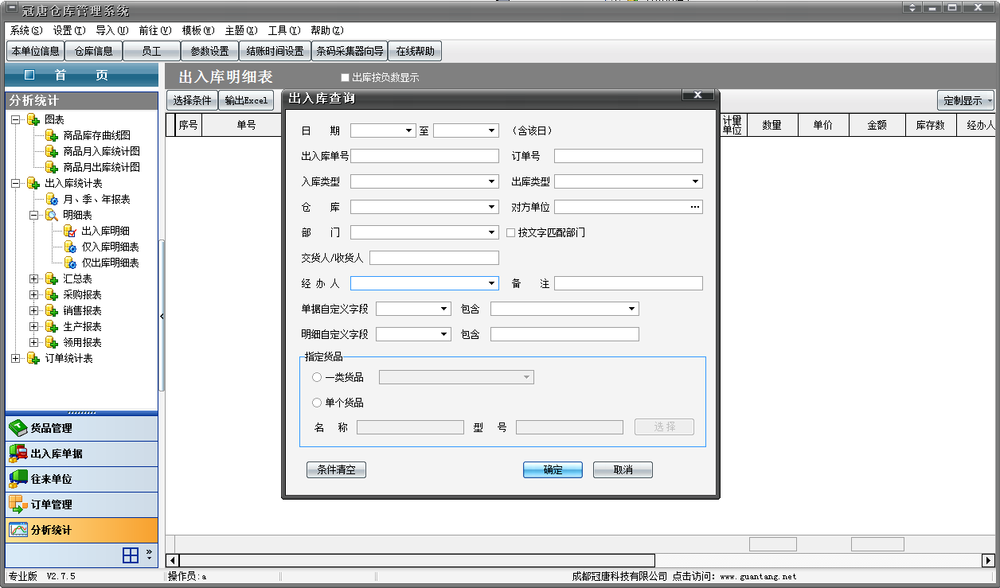 冠唐仓库管理系统
系统(S) 设置(T) 导入(U) 前往(V) 模板(W) 主题(X) 工具(Y) 帮助(Z)
本单位信息 仓库信息 员工 参数设置 结账时间设置 条码采集器向导 在线帮助
首 页
出入库明细表
出库按负数显示
分析统计
选择条件 输出Excel
定制显示
序号 单号
计量单位 数量 单价 金额 库存数 经办人
图表
商品库存曲线图
商品月入库统计图
商品月出库统计图
出入库统计表
月、季、年报表
明细表
出入库明细
仅入库明细表
仅出库明细表
汇总表
采购报表
销售报表
生产报表
领用报表
订单统计表
货品管理
出入库单据
往来单位
订单管理
分析统计
出入库查询
X
日 期 至 (含该日)
出入库单号 订单号
入库类型 出库类型
仓 库 对方单位 ...
部 门 按文字匹配部门
交货人/收货人
经 办 人 备 注
单据自定义字段 包含
明细自定义字段 包含
指定货品
一类货品
单个货品
名 称 型 号 选 择
条件清空 确定 取消
专业版 V2.7.5 操作员:a 成都冠唐科技有限公司 点击访问: www.guantang.net